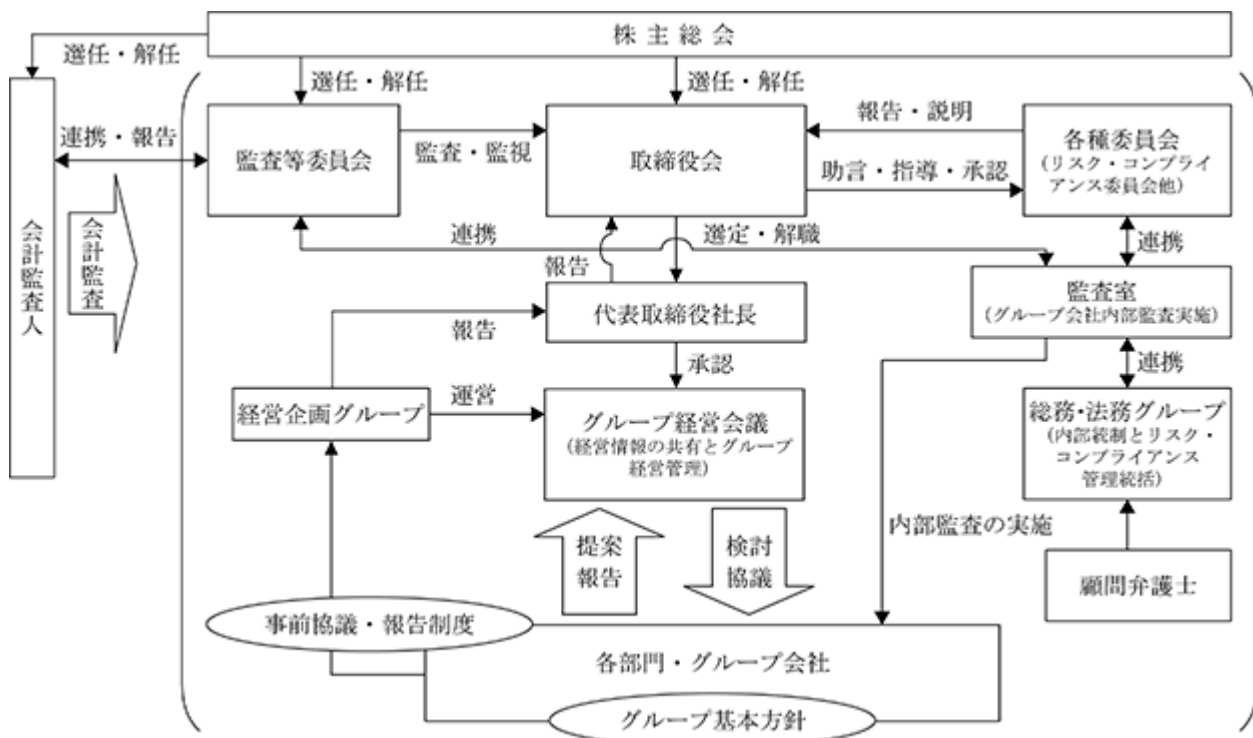 株主総会
選任・解任
選任・解任
選任・解任
会計監査人
連携・報告
会計監査
監査等委員会
監査・監視
取締役会
報告・説明
助言・指導・承認
各種委員会
(リスク・コンプライ
アンス委員会他)
連携
選定・解職
連携
報告
監査室
(グループ会社内部監査実施)
代表取締役社長
報告
承認
連携
経営企画グループ
運営
グループ経営会議
(経営情報の共有とグループ
経営管理)
総務・法務グループ
(内部統制とリスク・
コンプライアンス
管理統括)
提案
報告
検討
協議
内部監査の実施
顧問弁護士
事前協議・報告制度
各部門・グループ会社
グループ基本方針